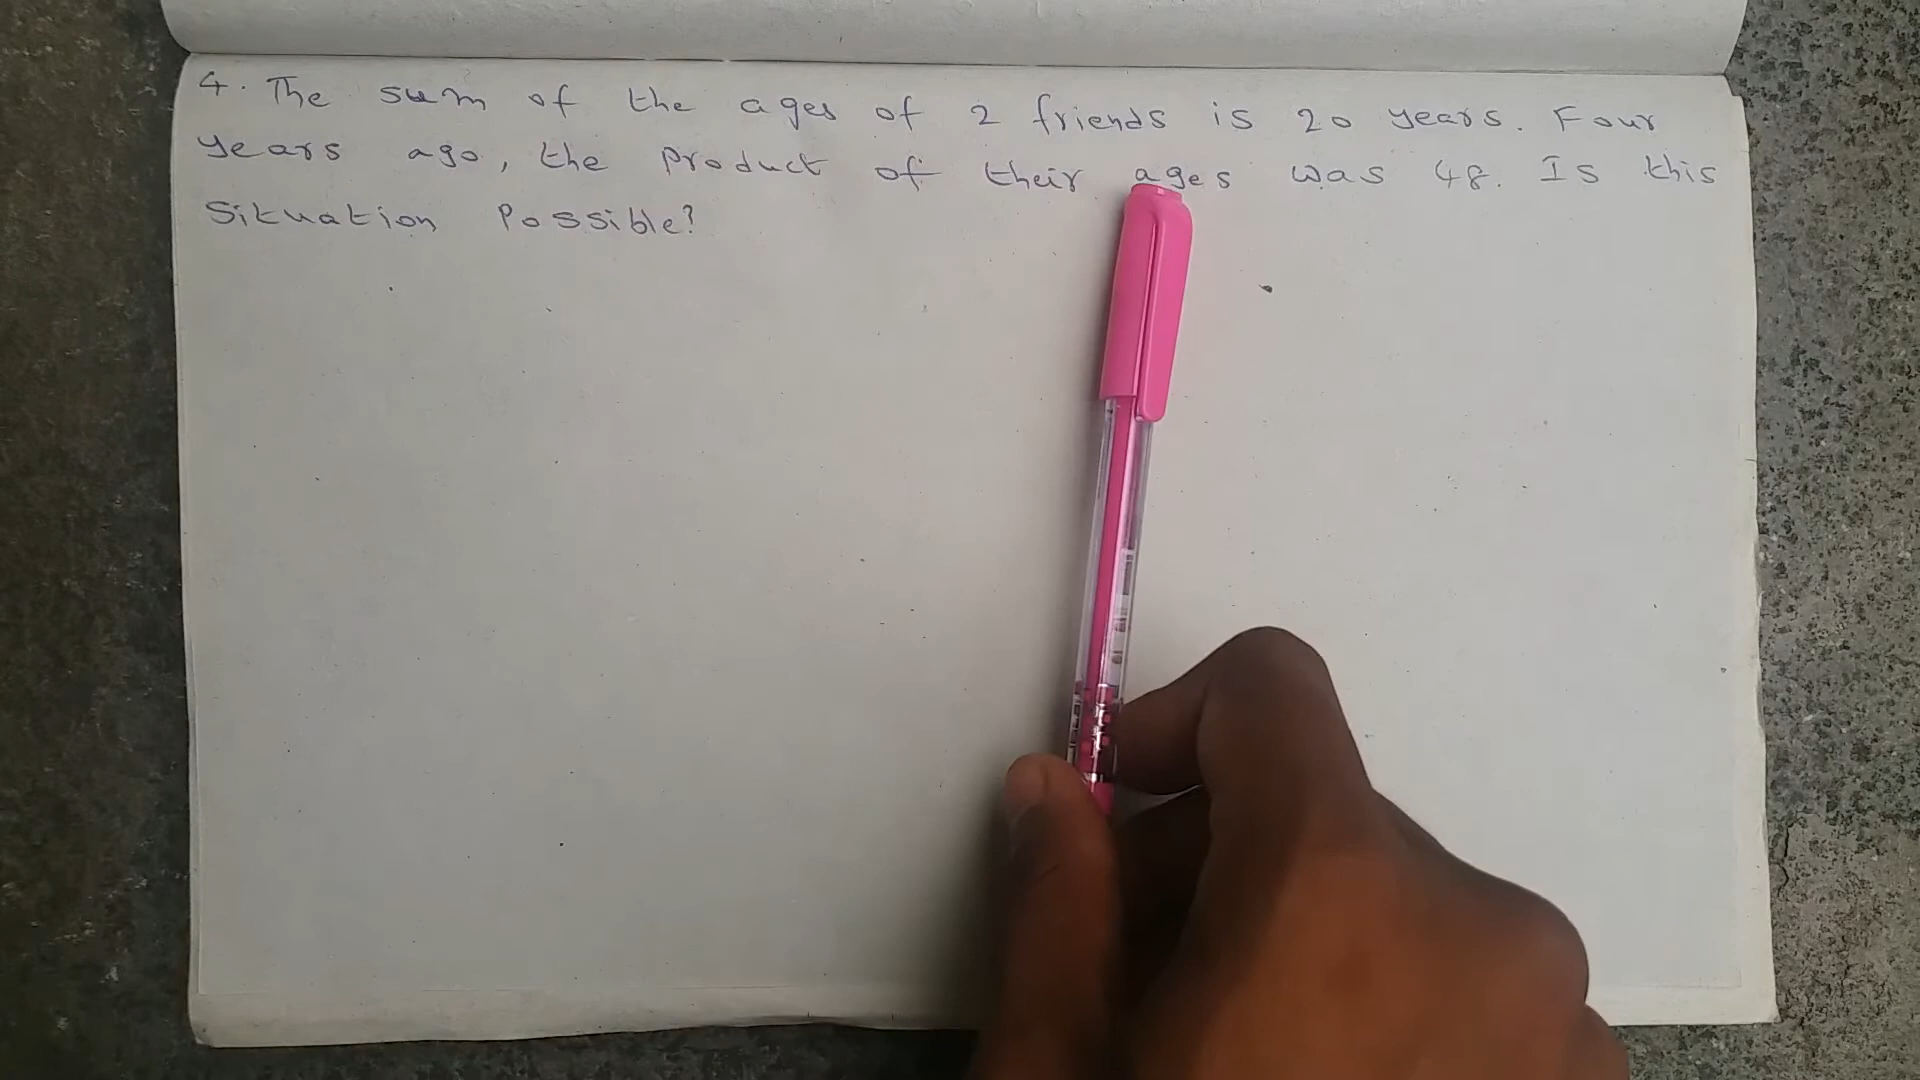 4. The sum of the ages of 2 friends is 20 years. Four
years ago, the product of their ages was 48. Is this
situation possible?